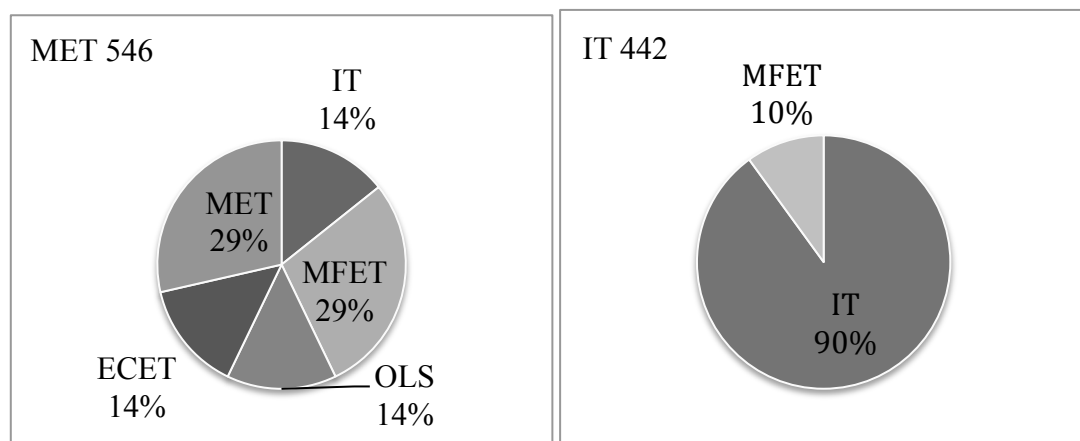 MET 546
IT
14%
MET
29%
MFET
29%
ECET
14%
OLS
14%
IT 442
MFET
10%
IT
90%